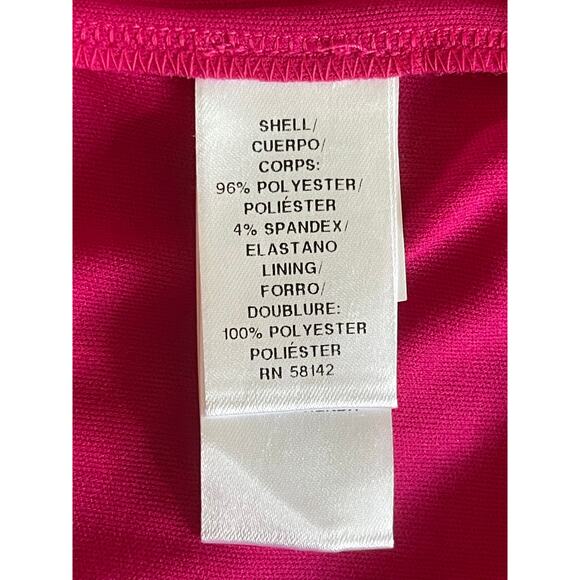 SHELL/
CUERPO/
CORPS:
96% POLYESTER/
POLIÉSTER
4% SPANDEX/
ELASTANO
LINING/
FORRO/
DOUBLURE:
100% POLYESTER
POLIÉSTER
RN 58142